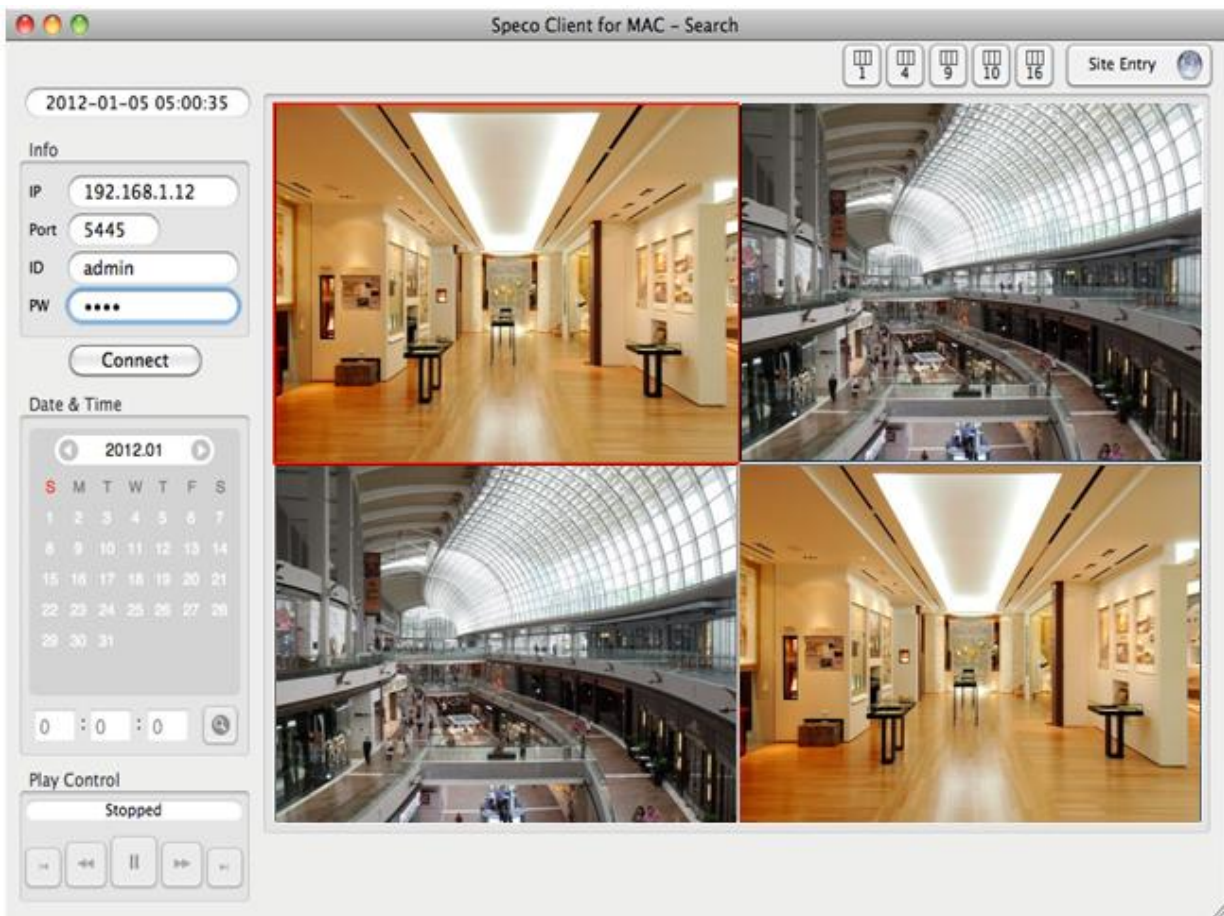 Speco Client for MAC – Search
1 4 9 10 16 Site Entry
2012-01-05 05:00:35
Info
IP 192.168.1.12
Port 5445
ID admin
PW ••••
Connect
Date & Time
2012.01
S M T W T F S
1 2 3 4 5 6 7
8 9 10 11 12 13 14
15 16 17 18 19 20 21
22 23 24 25 26 27 28
29 30 31
0 : 0 : 0
Play Control
Stopped